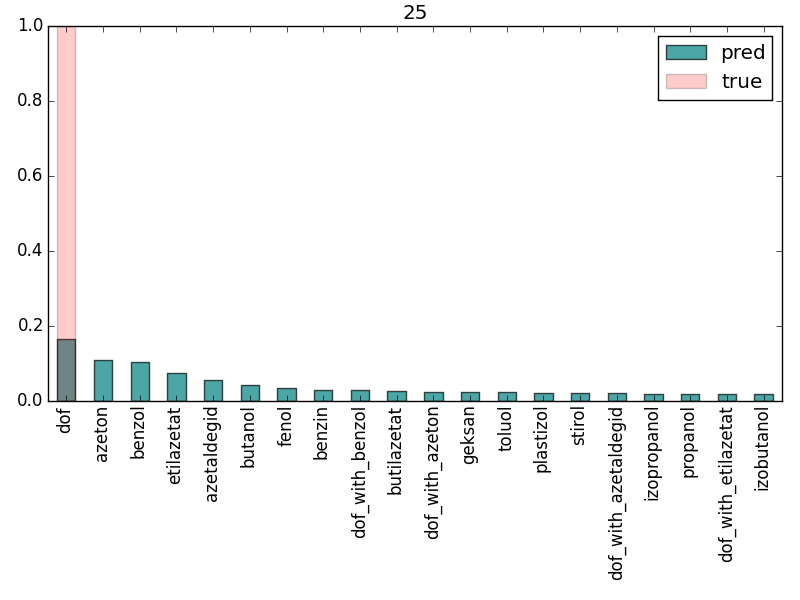 25
1.0
0.8
0.6
0.4
0.2
0.0
pred
true
dof
azeton
benzol
etilazetat
azetaldegid
butanol
fenol
benzin
dof_with_benzol
butilazetat
dof_with_azeton
geksan
toluol
plastizol
stirol
dof_with_azetaldegid
izopropanol
propanol
dof_with_etilazetat
izobutanol